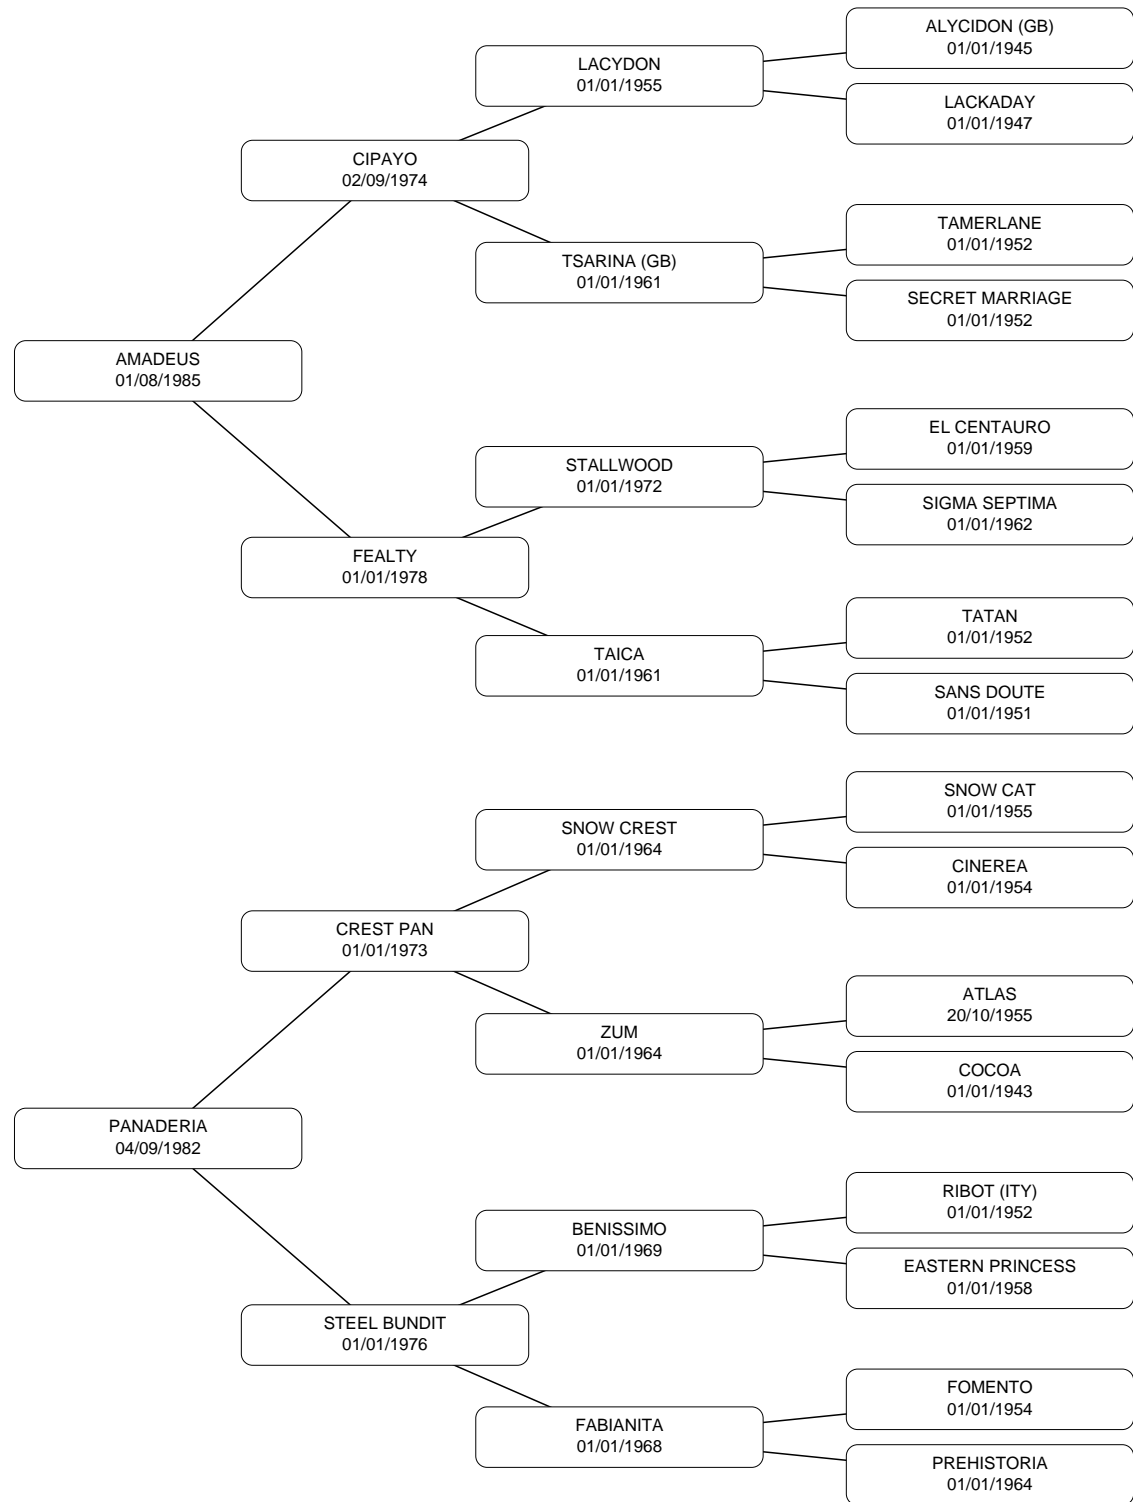 ALYCIDON (GB)
01/01/1945
LACYDON
01/01/1955
LACKADAY
01/01/1947
CIPAYO
02/09/1974
TAMERLANE
01/01/1952
TSARINA (GB)
01/01/1961
SECRET MARRIAGE
01/01/1952
AMADEUS
01/08/1985
EL CENTAURO
01/01/1959
STALLWOOD
01/01/1972
SIGMA SEPTIMA
01/01/1962
FEALTY
01/01/1978
TATAN
01/01/1952
TAICA
01/01/1961
SANS DOUTE
01/01/1951
SNOW CAT
01/01/1955
SNOW CREST
01/01/1964
CINEREA
01/01/1954
CREST PAN
01/01/1973
ATLAS
20/10/1955
ZUM
01/01/1964
COCOA
01/01/1943
PANADERIA
04/09/1982
RIBOT (ITY)
01/01/1952
BENISSIMO
01/01/1969
EASTERN PRINCESS
01/01/1958
STEEL BUNDIT
01/01/1976
FOMENTO
01/01/1954
FABIANITA
01/01/1968
PREHISTORIA
01/01/1964